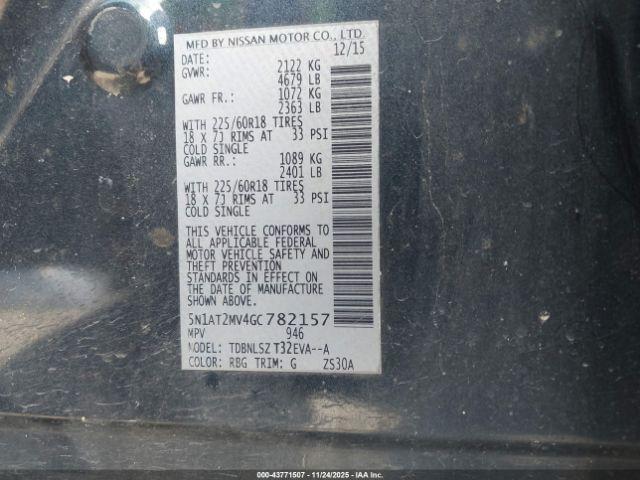 MFD BY NISSAN MOTOR CO., LTD.
DATE: 12/15
GVWR: 2122 KG
4679 LB
GAWR FR.: 1072 KG
2363 LB
WITH 225/60R18 TIRES
18 X 7J RIMS AT 33 PSI
COLD SINGLE
GAWR RR.: 1089 KG
2401 LB
WITH 225/60R18 TIRES
18 X 7J RIMS AT 33 PSI
COLD SINGLE
THIS VEHICLE CONFORMS TO
ALL APPLICABLE FEDERAL
MOTOR VEHICLE SAFETY AND
THEFT PREVENTION
STANDARDS IN EFFECT ON
THE DATE OF MANUFACTURE
SHOWN ABOVE.
5N1AT2MV4GC782157
MPV 946
MODEL: TDBNLSZ T32EVA--A
COLOR: RBG TRIM: G ZS30A
000-43771507 - 11/24/2025 - IAA Inc.